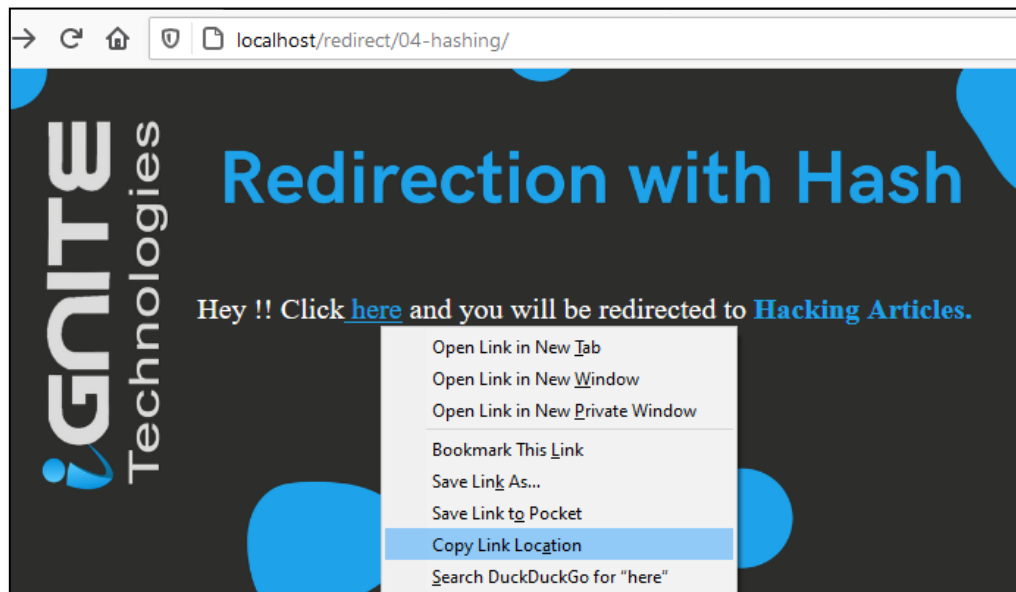 localhost/redirect/04-hashing/
iGNITE
Technologies
Redirection with Hash
Hey !! Click here and you will be redirected to Hacking Articles.
Open Link in New Tab
Open Link in New Window
Open Link in New Private Window
Bookmark This Link
Save Link As...
Save Link to Pocket
Copy Link Location
Search DuckDuckGo for “here”